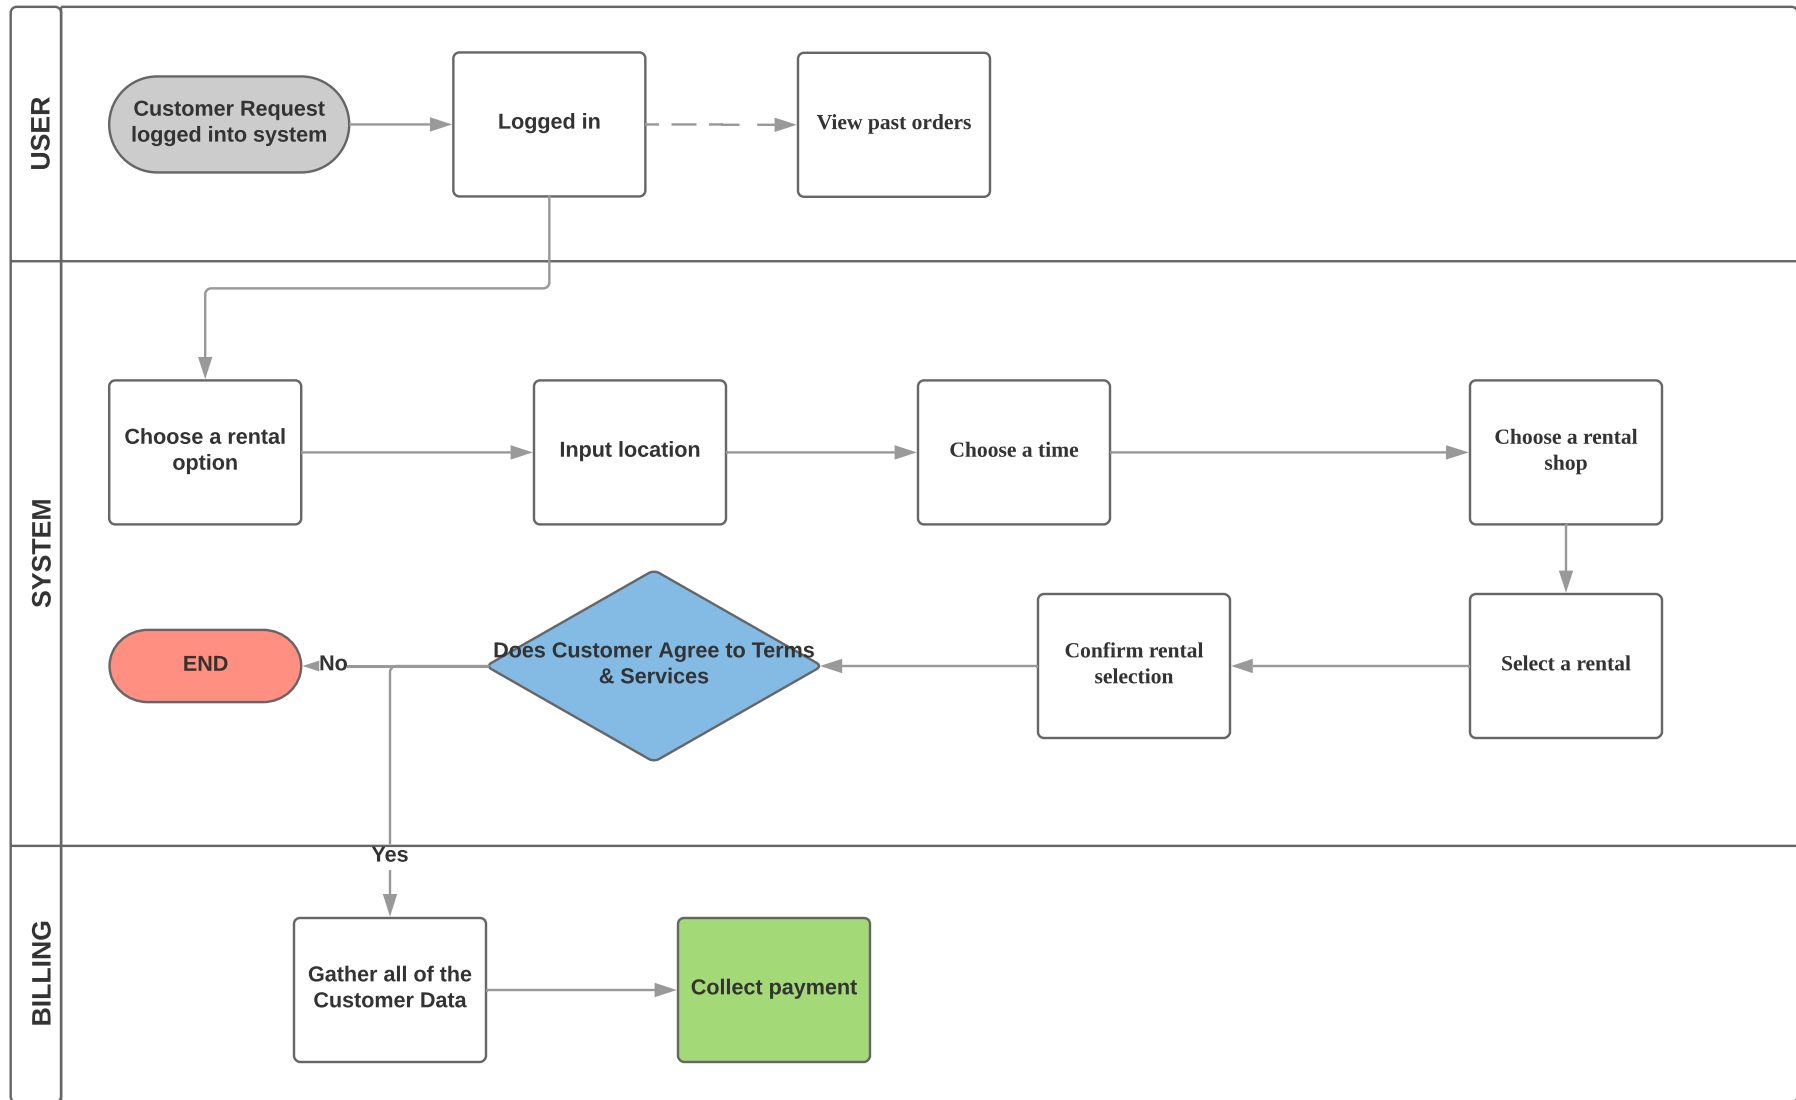 USER
Customer Request
logged into system
Logged in
View past orders
SYSTEM
Choose a rental
option
Input location
Choose a time
Choose a rental
shop
END
No
Does Customer Agree to Terms
& Services
Confirm rental
selection
Select a rental
BILLING
Yes
Gather all of the
Customer Data
Collect payment